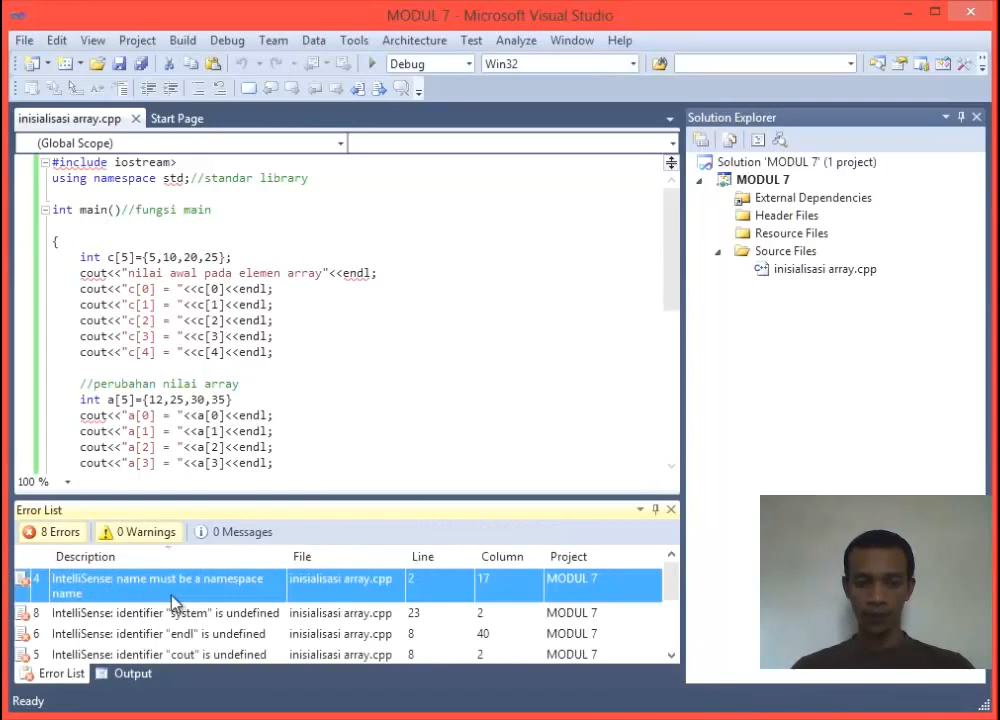 MODUL 7 - Microsoft Visual Studio
File Edit View Project Build Debug Team Data Tools Architecture Test Analyze Window Help
Debug Win32
inisialisasi array.cpp Start Page
(Global Scope)
#include iostream>
using namespace std;//standar library
int main()//fungsi main
{
int c[5]={5,10,20,25};
cout<<"nilai awal pada elemen array"<<endl;
cout<<"c[0] = "<<c[0]<<endl;
cout<<"c[1] = "<<c[1]<<endl;
cout<<"c[2] = "<<c[2]<<endl;
cout<<"c[3] = "<<c[3]<<endl;
cout<<"c[4] = "<<c[4]<<endl;
//perubahan nilai array
int a[5]={12,25,30,35}
cout<<"a[0] = "<<a[0]<<endl;
cout<<"a[1] = "<<a[1]<<endl;
cout<<"a[2] = "<<a[2]<<endl;
cout<<"a[3] = "<<a[3]<<endl;
100 %
Solution Explorer
Solution 'MODUL 7' (1 project)
MODUL 7
External Dependencies
Header Files
Resource Files
Source Files
inisialisasi array.cpp
Error List
8 Errors 0 Warnings 0 Messages
Description File Line Column Project
4 IntelliSense: name must be a namespace name inisialisasi array.cpp 2 17 MODUL 7
8 IntelliSense: identifier "system" is undefined inisialisasi array.cpp 23 2 MODUL 7
6 IntelliSense: identifier "endl" is undefined inisialisasi array.cpp 8 40 MODUL 7
5 IntelliSense: identifier "cout" is undefined inisialisasi array.cpp 8 2 MODUL 7
Error List Output
Ready